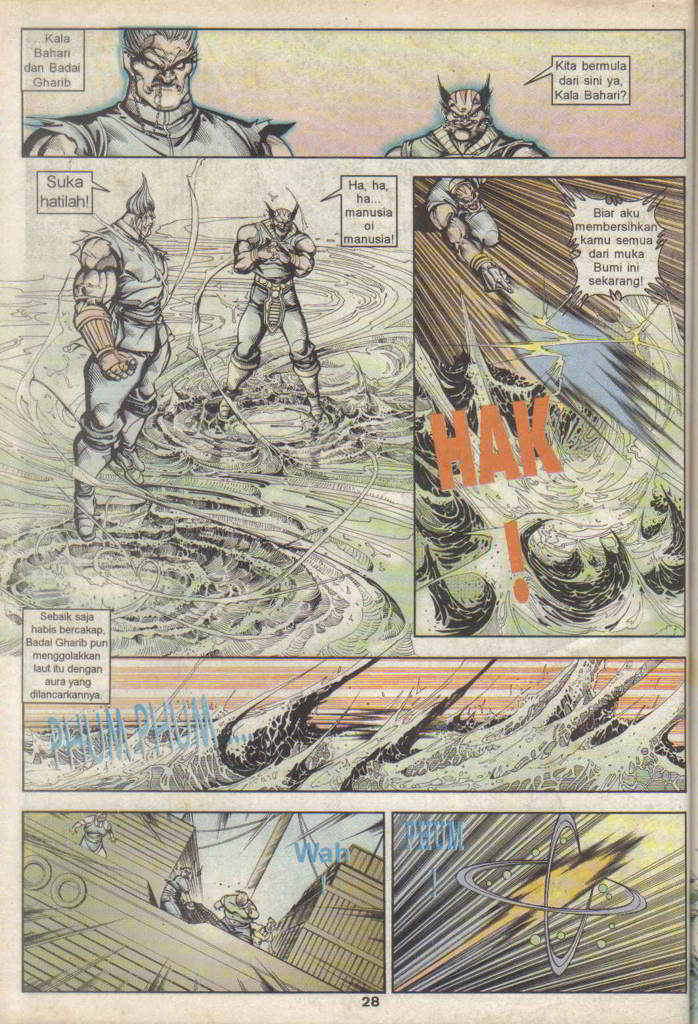 ... Kala
Bahari
dan Badai
Gharib
Kita bermula
dari sini ya,
Kala Bahari?
Suka
hatilah!
Ha, ha,
ha...
manusia
oi
manusia!
Biar aku
membersihkan
kamu semua
dari muka
Bumi ini
sekarang!
HAK
!
Sebaik saja
habis bercakap,
Badai Gharib pun
menggolakkan
laut itu dengan
aura yang
dilancarkannya.
PHUM PHUM ....
Wah
!
28